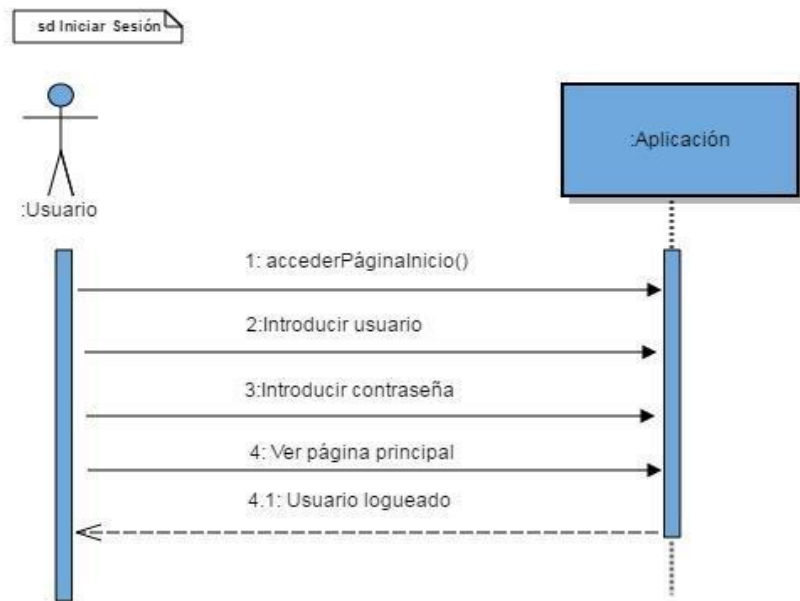 sd Iniciar Sesión
:Aplicación
:Usuario
1: accederPáginaInicio()
2:Introducir usuario
3:Introducir contraseña
4: Ver página principal
4.1: Usuario logueado